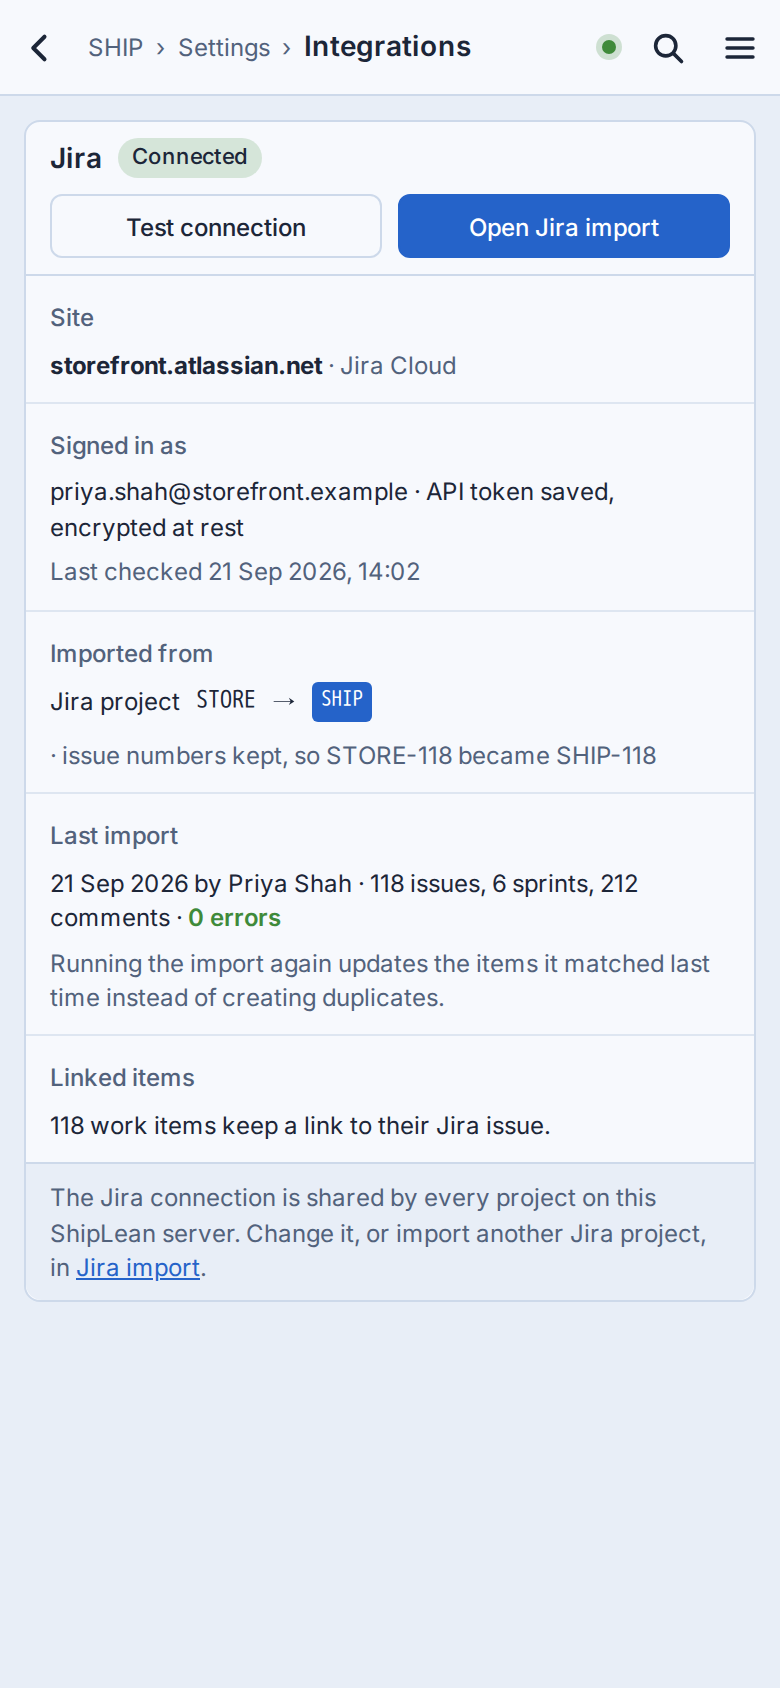 SHIP › Settings › Integrations
Jira Connected
Test connection Open Jira import
Site
storefront.atlassian.net · Jira Cloud
Signed in as
priya.shah@storefront.example · API token saved,
encrypted at rest
Last checked 21 Sep 2026, 14:02
Imported from
Jira project STORE → SHIP
· issue numbers kept, so STORE-118 became SHIP-118
Last import
21 Sep 2026 by Priya Shah · 118 issues, 6 sprints, 212
comments · 0 errors
Running the import again updates the items it matched last
time instead of creating duplicates.
Linked items
118 work items keep a link to their Jira issue.
The Jira connection is shared by every project on this
ShipLean server. Change it, or import another Jira project,
in Jira import.